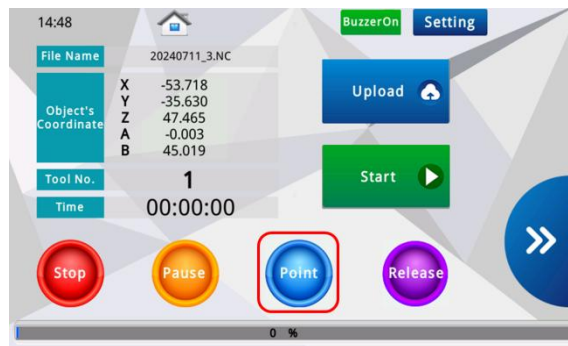 14:48
BuzzerOn
Setting
File Name
20240711_3.NC
Object's
Coordinate
X -53.718
Y -35.630
Z 47.465
A -0.003
B 45.019
Upload
Tool No.
1
Start
Time
00:00:00
Stop
Pause
Point
Release
0 %